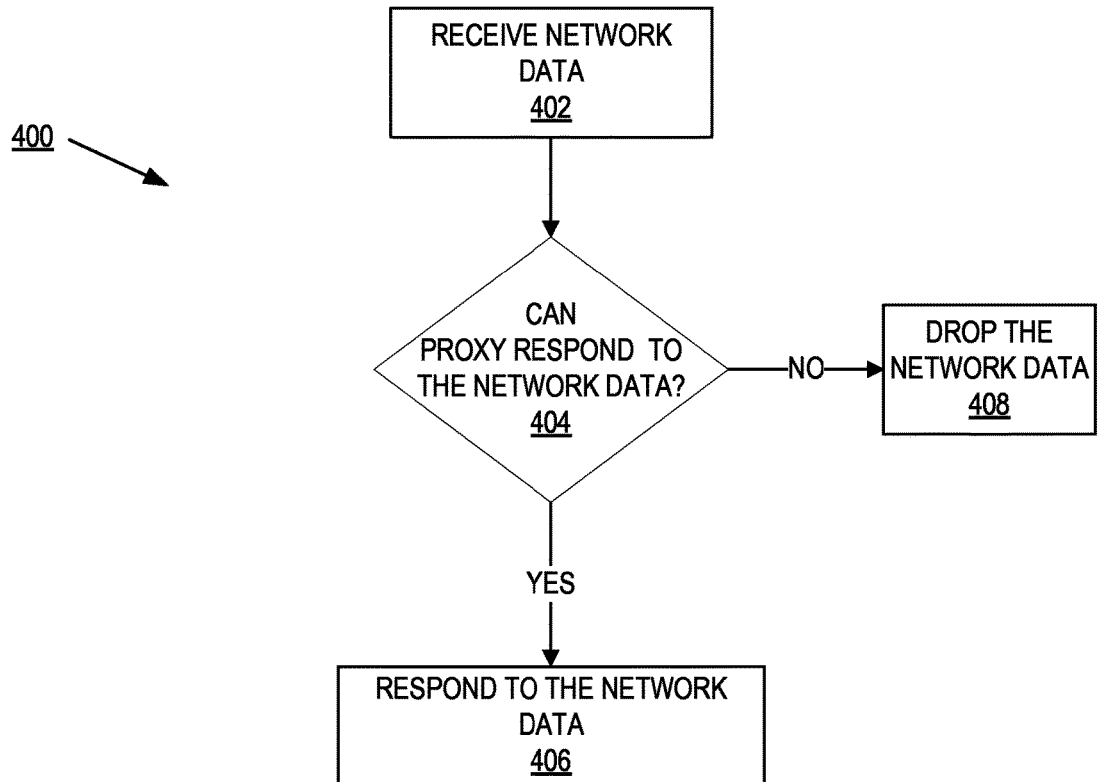 RECEIVE NETWORK
DATA
402
400
CAN
PROXY RESPOND TO
THE NETWORK DATA?
404
NO
DROP THE
NETWORK DATA
408
YES
RESPOND TO THE NETWORK
DATA
406